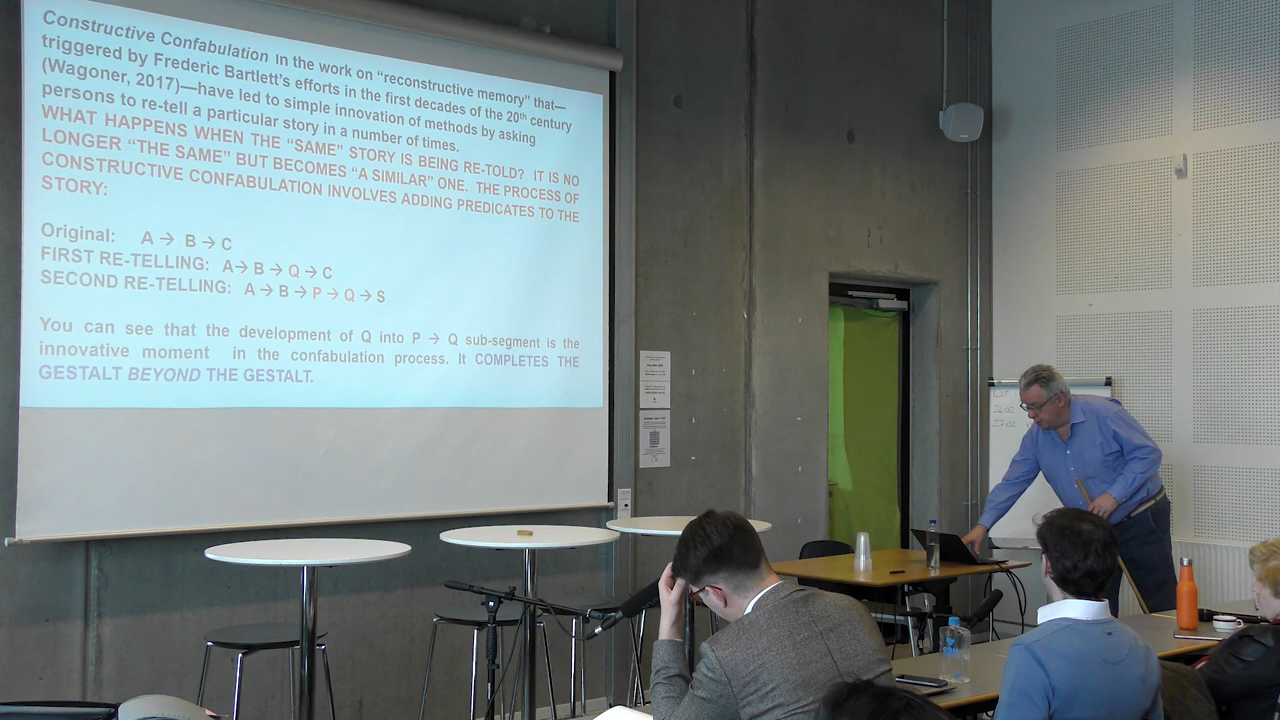 Constructive Confabulation in the work on “reconstructive memory” that—
triggered by Frederic Bartlett’s efforts in the first decades of the 20th century
(Wagoner, 2017)—have led to simple innovation of methods by asking
persons to re-tell a particular story in a number of times.
WHAT HAPPENS WHEN THE “SAME” STORY IS BEING RE-TOLD? IT IS NO
LONGER “THE SAME” BUT BECOMES “A SIMILAR” ONE. THE PROCESS OF
CONSTRUCTIVE CONFABULATION INVOLVES ADDING PREDICATES TO THE
STORY:
Original: A → B → C
FIRST RE-TELLING: A→ B → Q → C
SECOND RE-TELLING: A → B → P → Q → S
You can see that the development of Q into P → Q sub-segment is the
innovative moment in the confabulation process. It COMPLETES THE
GESTALT BEYOND THE GESTALT.